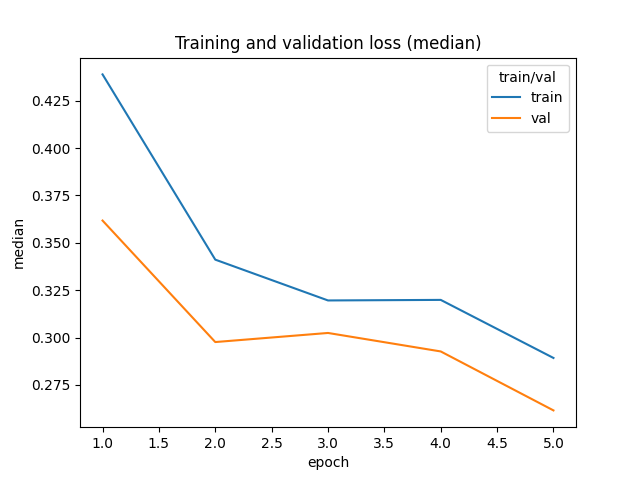 Training and validation loss (median)
train/val
train
val
0.425
0.400
0.375
0.350
0.325
0.300
0.275
median
1.0 1.5 2.0 2.5 3.0 3.5 4.0 4.5 5.0
epoch